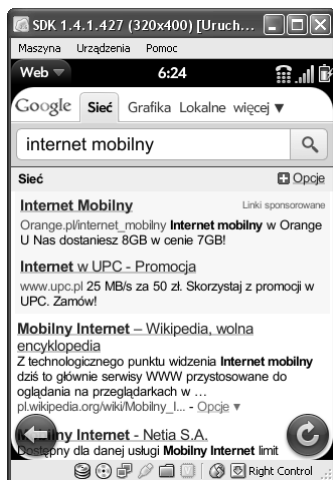 SDK 1.4.1.427 (320x400) [Uruch...
Maszyna Urządzenia Pomoc
Web 6:24
Google Sieć Grafika Lokalne więcej ▼
internet mobilny
Sieć Opcje
Internet Mobilny Linki sponsorowane
Orange.pl/internet_mobilny Internet mobilny w Orange
U Nas dostaniesz 8GB w cenie 7GB!
Internet w UPC - Promocja
www.upc.pl 25 MB/s za 50 zł. Skorzystaj z promocji w
UPC. Zamów!
Mobilny Internet – Wikipedia, wolna
encyklopedia
Z technologicznego punktu widzenia Internet mobilny
dziś to głównie serwisy WWW przystosowane do
oglądania na przeglądarkach w ...
pl.wikipedia.org/wiki/Mobilny_I... - Opcje ▼
Internet - Netia S.A.
Dostępny dla danej usługi Mobilny Internet limit
Right Control